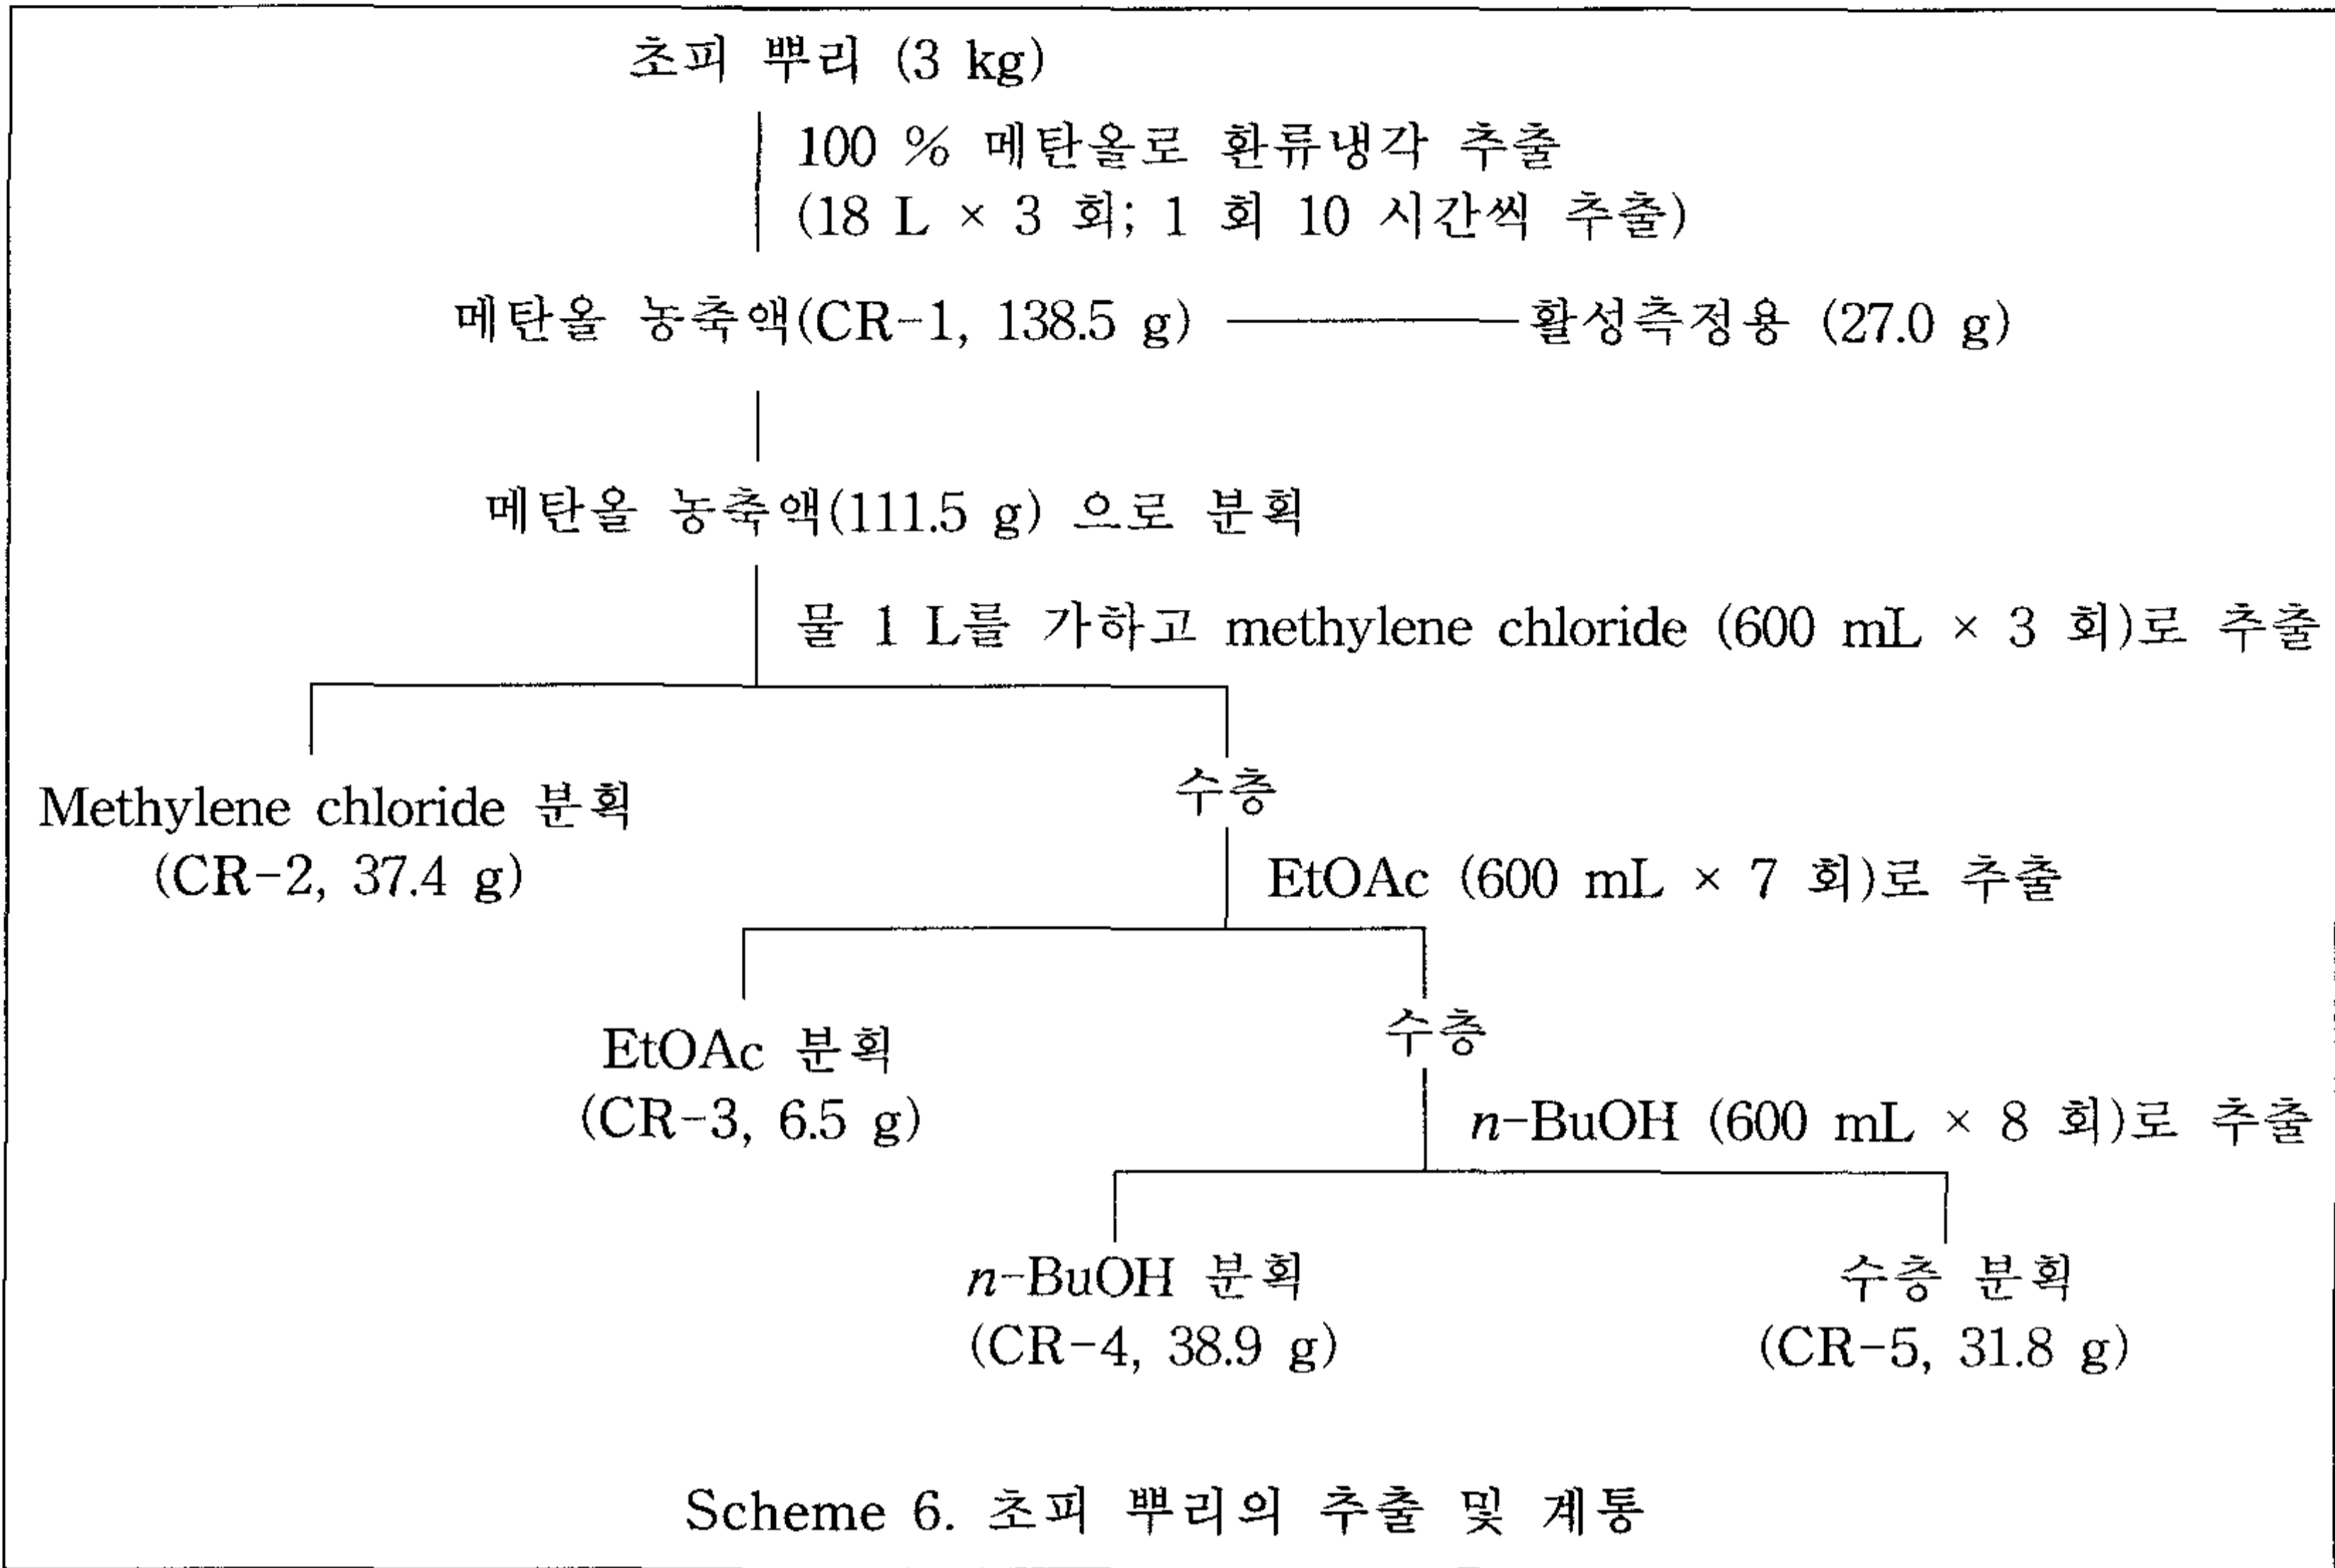 초피 뿌리 (3 kg)
100 % 메탄올로 환류냉각 추출
(18 L × 3 회; 1 회 10 시간씩 추출)
메탄올 농축액(CR-1, 138.5 g)
활성측정용 (27.0 g)
메탄올 농축액(111.5 g) 으로 분획
물 1 L를 가하고 methylene chloride (600 mL × 3 회)로 추출
Methylene chloride 분획
(CR-2, 37.4 g)
수층
EtOAc (600 mL × 7 회)로 추출
EtOAc 분획
(CR-3, 6.5 g)
수층
n-BuOH (600 mL × 8 회)로 추출
n-BuOH 분획
(CR-4, 38.9 g)
수층 분획
(CR-5, 31.8 g)
Scheme 6. 초피 뿌리의 추출 및 계통